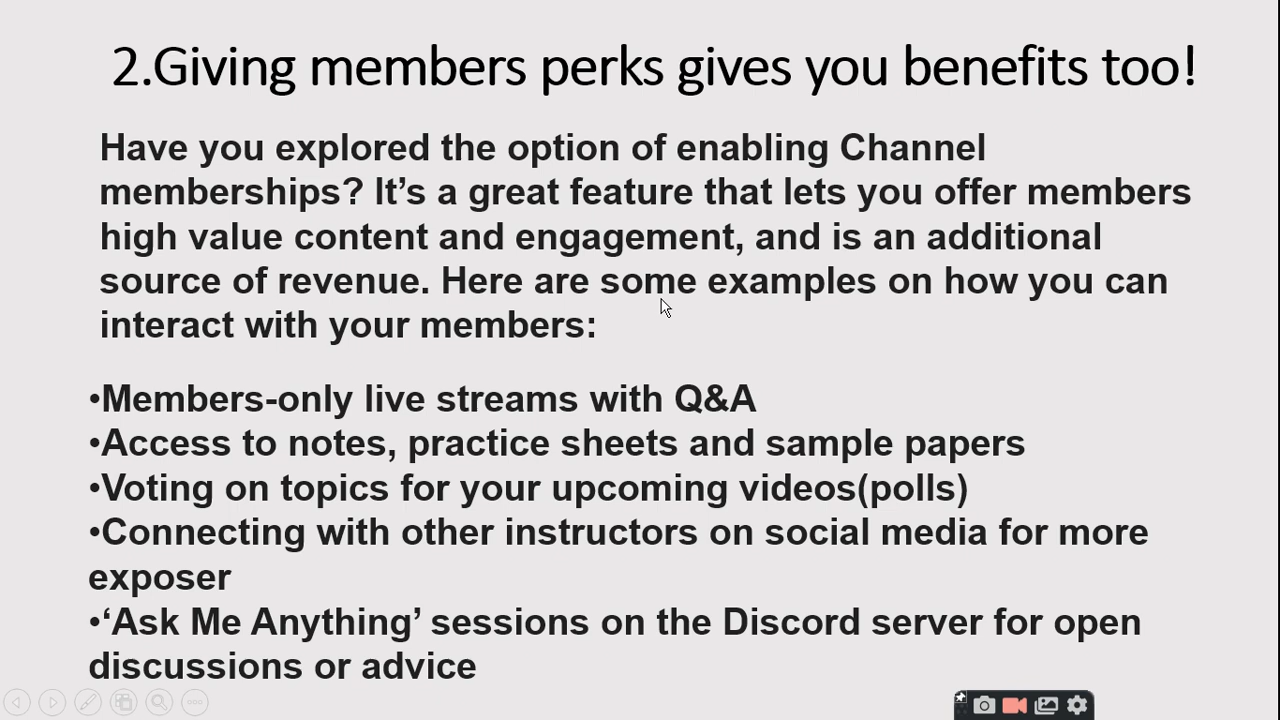 2.Giving members perks gives you benefits too!
Have you explored the option of enabling Channel
memberships? It’s a great feature that lets you offer members
high value content and engagement, and is an additional
source of revenue. Here are some examples on how you can
interact with your members:
•Members-only live streams with Q&A
•Access to notes, practice sheets and sample papers
•Voting on topics for your upcoming videos(polls)
•Connecting with other instructors on social media for more
exposer
•‘Ask Me Anything’ sessions on the Discord server for open
discussions or advice